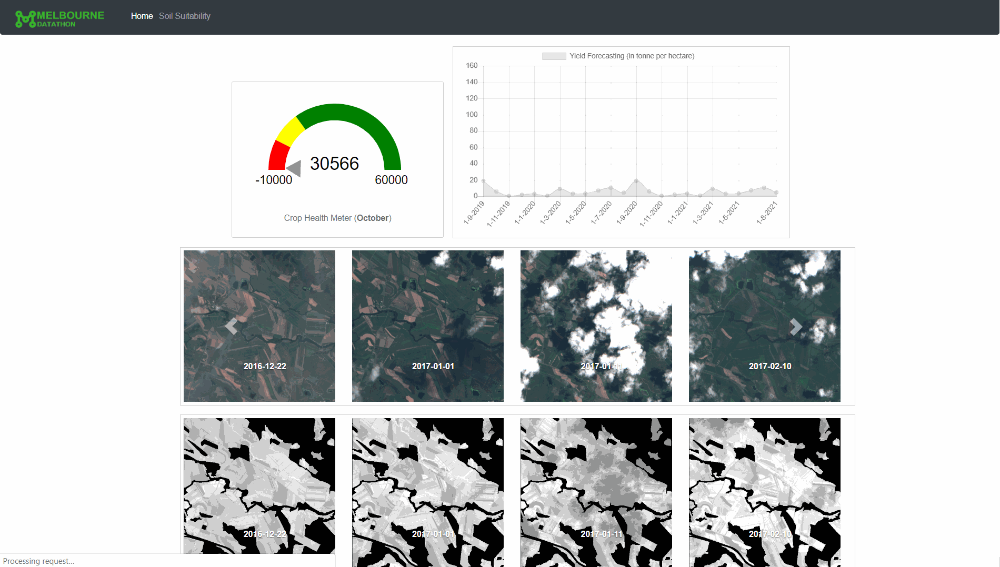 MELBOURNE
DATATHON
Home Soil Suitability
Yield Forecasting (in tonne per hectare)
160
140
120
100
80
60
40
20
0
1-9-2019 1-11-2019 1-1-2020 1-3-2020 1-5-2020 1-7-2020 1-9-2020 1-11-2020 1-1-2021 1-3-2021 1-5-2021 1-8-2021
30566
-10000 60000
Crop Health Meter (October)
2016-12-22 2017-01-01 2017-01-11 2017-02-10
2016-12-22 2017-01-01 2017-01-11 2017-02-10
Processing request...